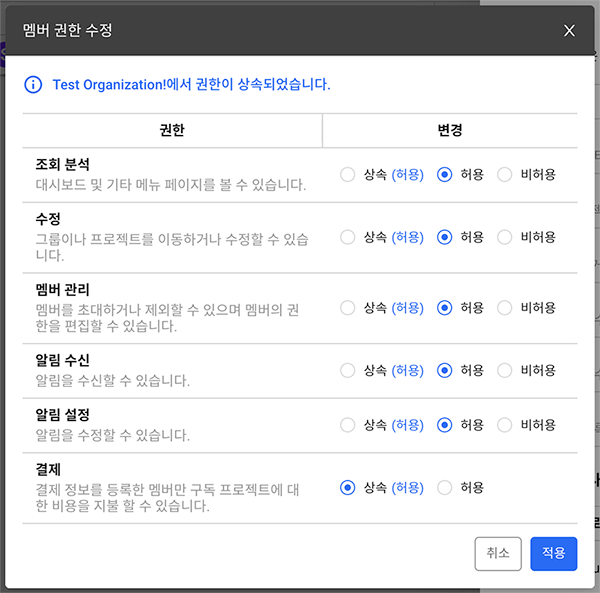 멤버 권한 수정
Test Organization!에서 권한이 상속되었습니다.
권한 변경
조회 분석
대시보드 및 기타 메뉴 페이지를 볼 수 있습니다.
상속 (허용) 허용 비허용
수정
그룹이나 프로젝트를 이동하거나 수정할 수 있습
니다.
상속 (허용) 허용 비허용
멤버 관리
멤버를 초대하거나 제외할 수 있으며 멤버의 권
한을 편집할 수 있습니다.
상속 (허용) 허용 비허용
알림 수신
알림을 수신할 수 있습니다.
상속 (허용) 허용 비허용
알림 설정
알림을 수정할 수 있습니다.
상속 (허용) 허용 비허용
결제
결제 정보를 등록한 멤버만 구독 프로젝트에 대
한 비용을 지불 할 수 있습니다.
상속 (허용) 허용
취소 적용